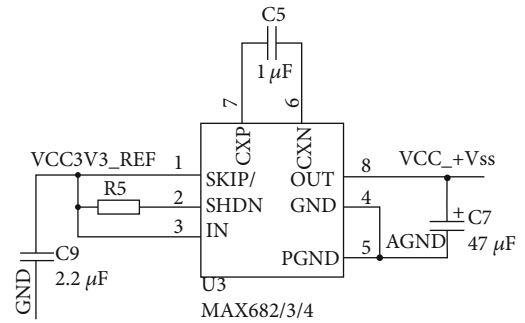 C5
1 μF
7
6
CXP
CXN
VCC3V3_REF
1
SKIP/
OUT
8
VCC_+Vss
R5
2
SHDN
GND
4
3
IN
+
C7
47 μF
PGND
5
AGND
C9
2.2 μF
GND
U3
MAX682/3/4